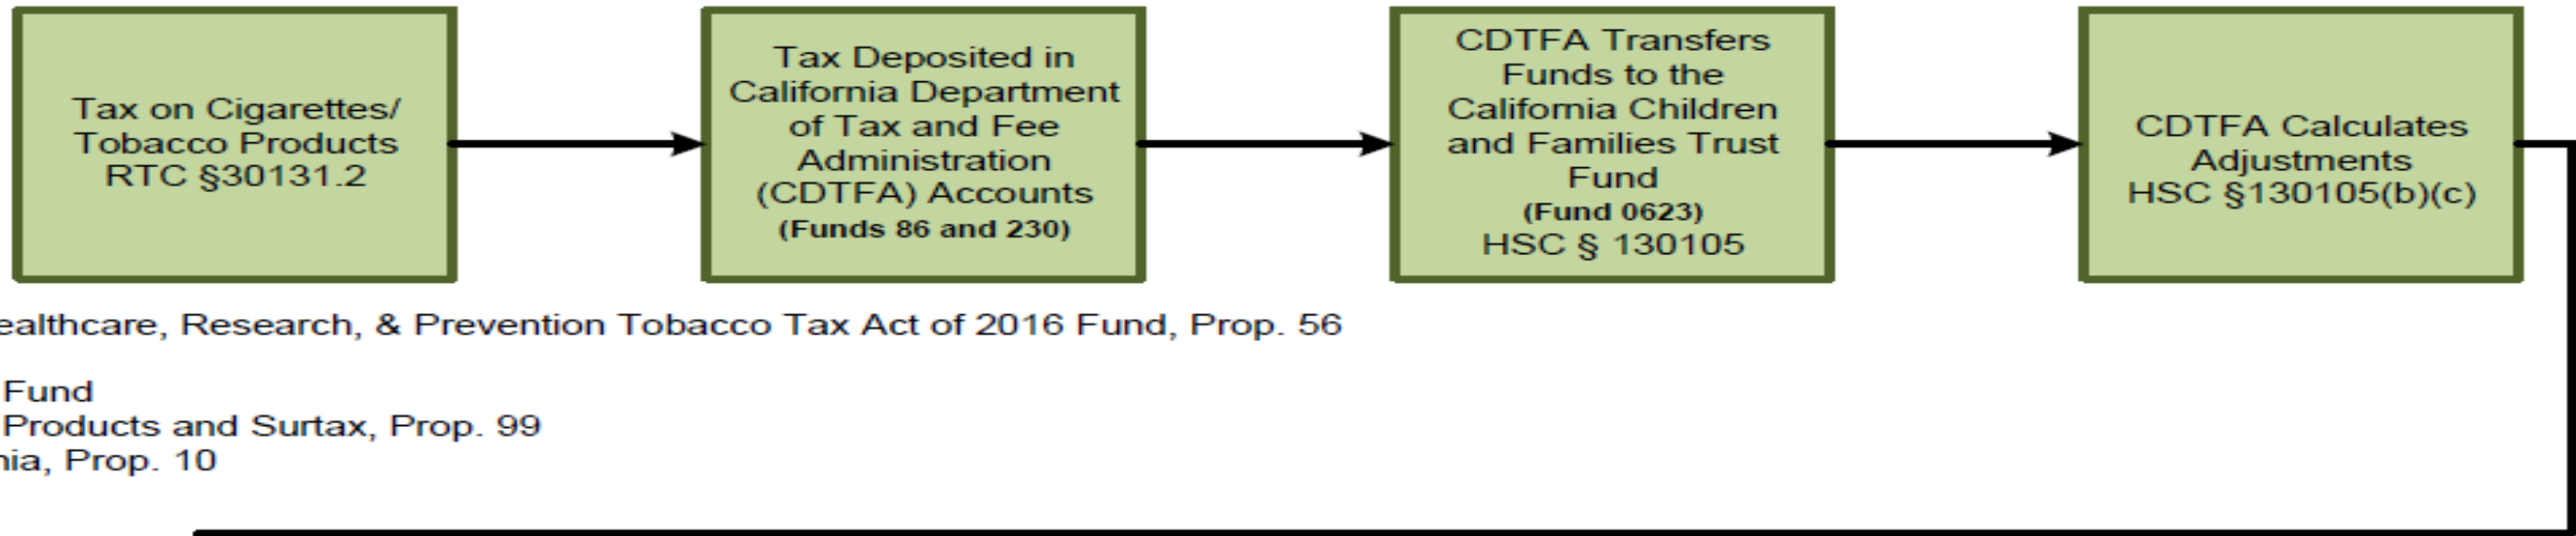 Tax on Cigarettes/
Tobacco Products
RTC §30131.2
Tax Deposited in
California Department
of Tax and Fee
Administration
(CDTFA) Accounts
(Funds 86 and 230)
CDTFA Transfers
Funds to the
California Children
and Families Trust
Fund
(Fund 0623)
HSC § 130105
CDTFA Calculates
Adjustments
HSC §130105(b)(c)
ealthcare, Research, & Prevention Tobacco Tax Act of 2016 Fund, Prop. 56
Fund
Products and Surtax, Prop. 99
nia, Prop. 10